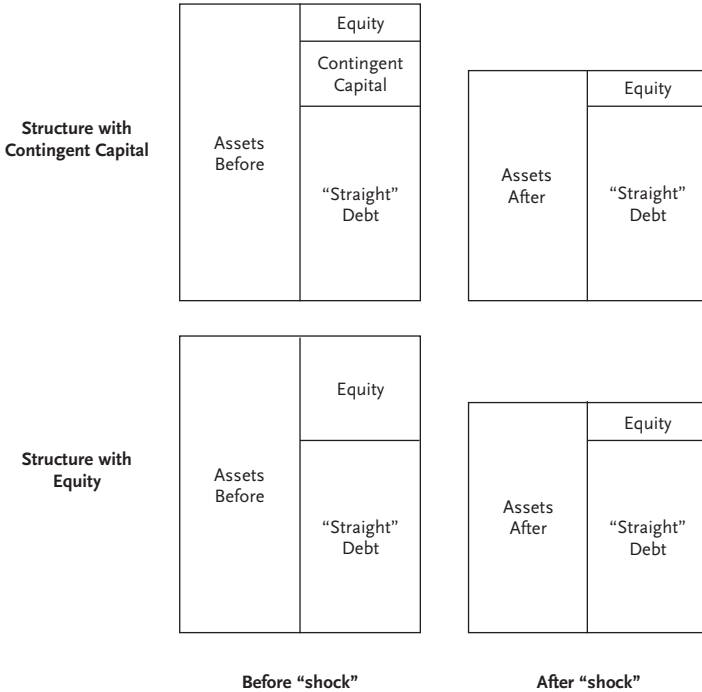 Equity
Contingent
Capital
Equity
Structure with
Contingent Capital
Assets
Before
“Straight”
Debt
Assets
After
“Straight”
Debt
Equity
Equity
Structure with
Equity
Assets
Before
“Straight”
Debt
Assets
After
“Straight”
Debt
Before “shock”
After “shock”